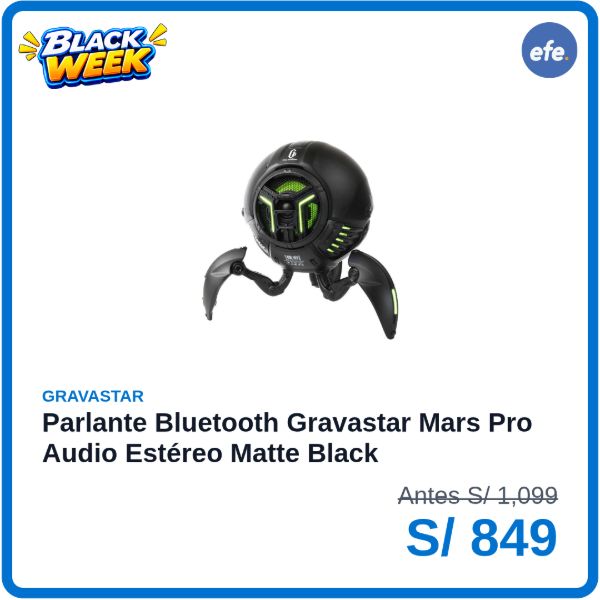 BLACK
WEEK
efe.
GRAVASTAR
Parlante Bluetooth Gravastar Mars Pro
Audio Estéreo Matte Black
Antes S/ 1,099
S/ 849